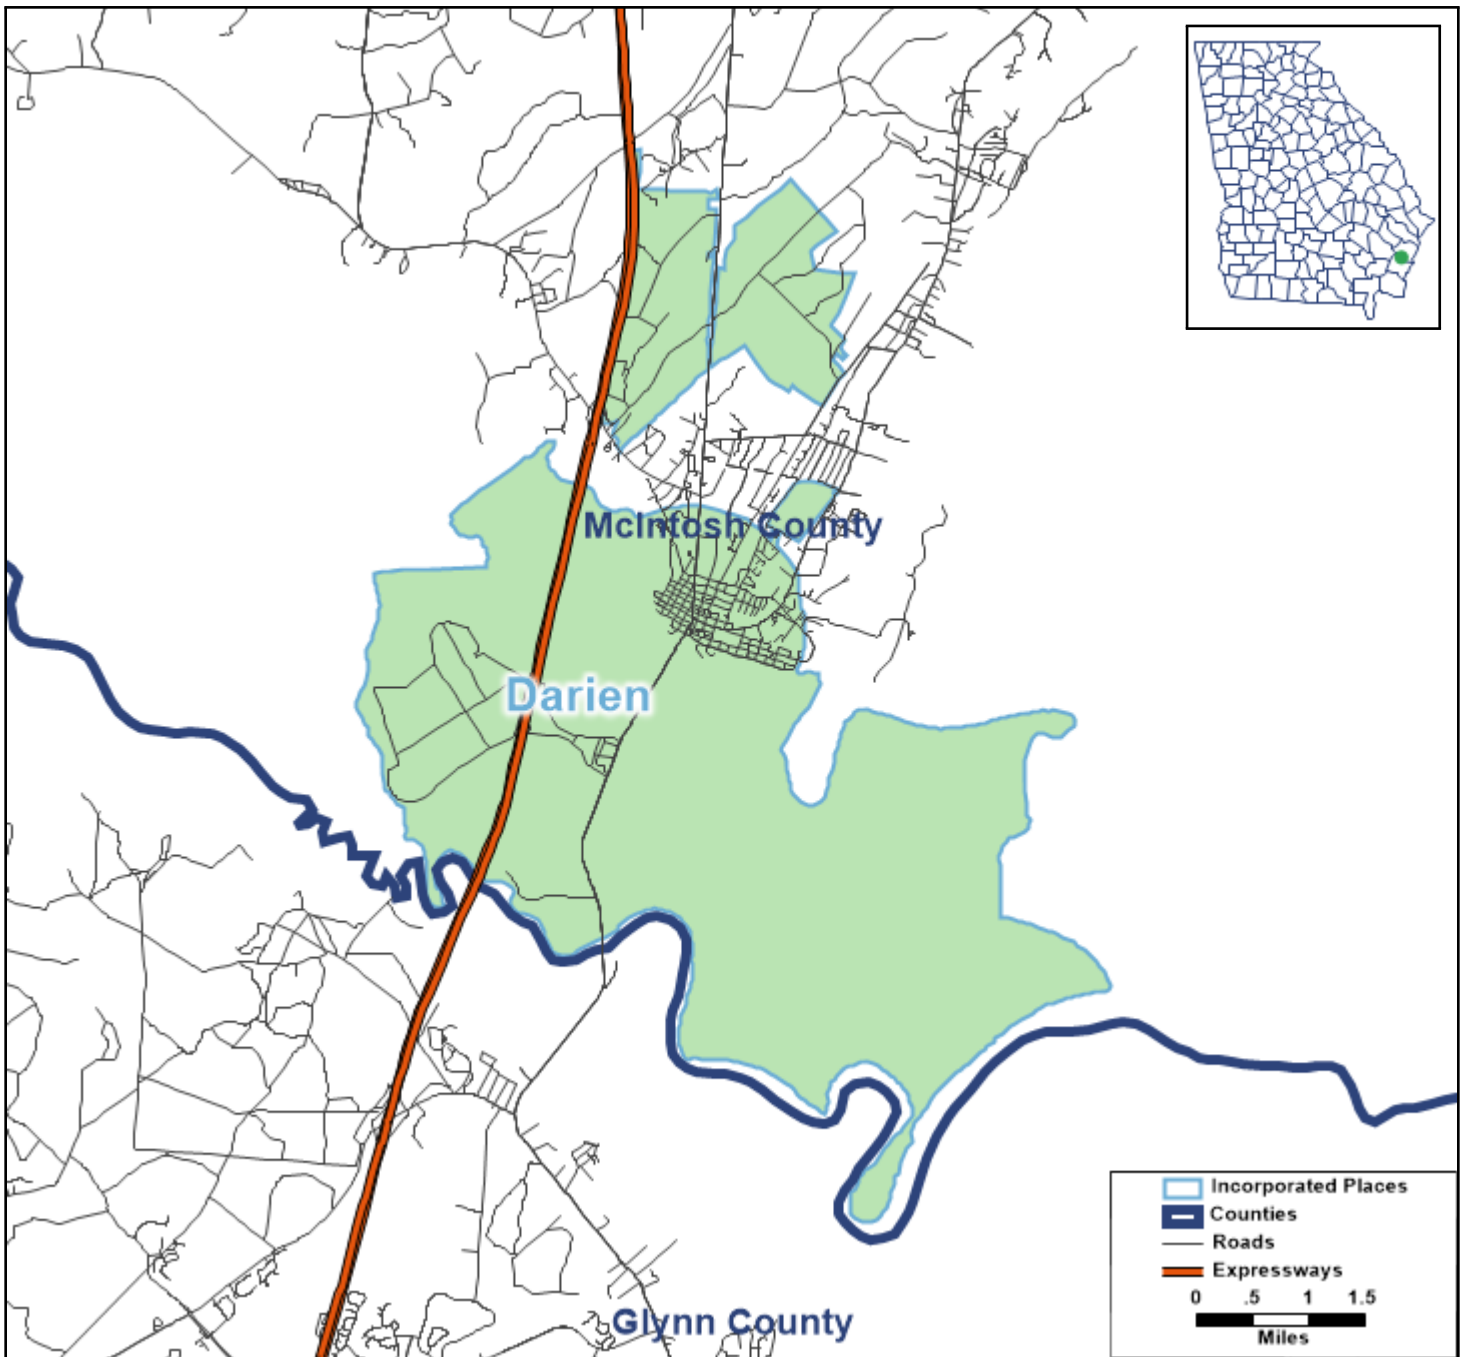 McIntosh County
Darien
Glynn County
Incorporated Places
Counties
Roads
Expressways
0 .5 1 1.5
Miles